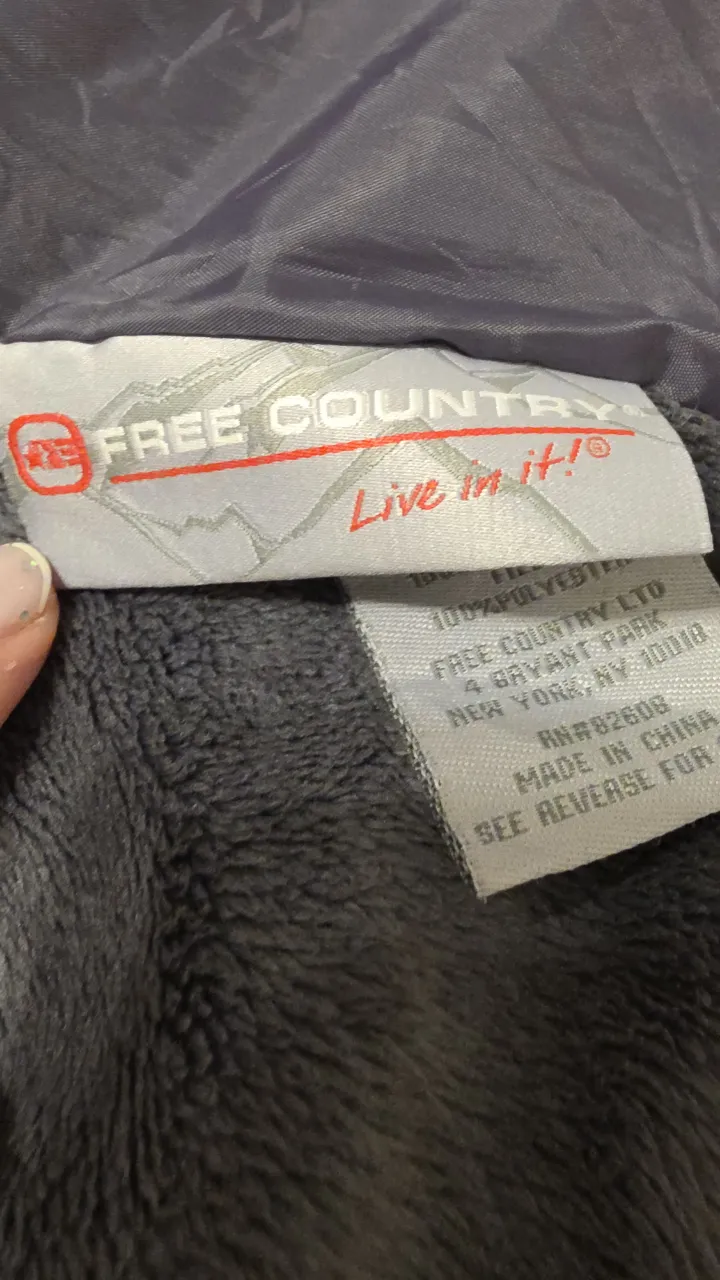 FREE COUNTRY®
Live in it!®
100%POLYESTER
FREE COUNTRY LTD
4 BRYANT PARK
NEW YORK, NY 10018
RN#82608
MADE IN CHINA
SEE REVERSE FOR